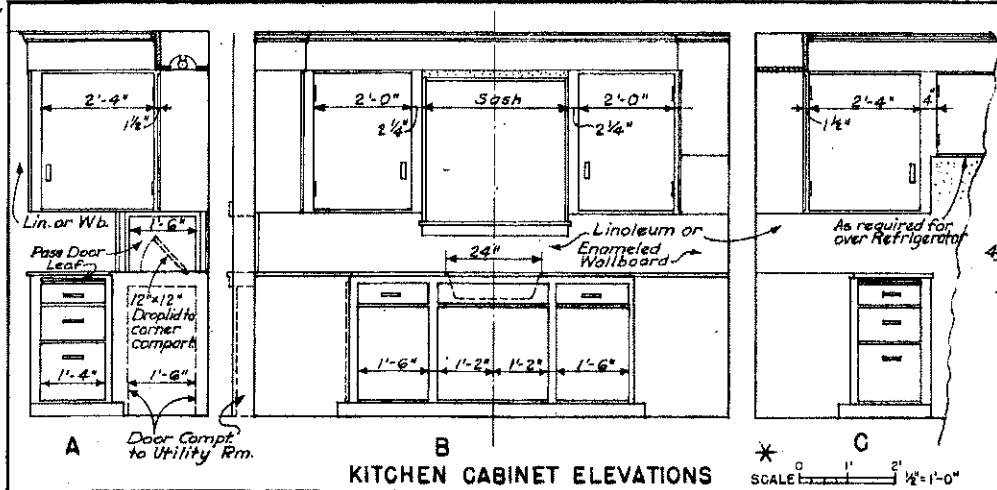 2'-4"
1½"
Lin. or Wb.
1'-6"
Pass Door
Leaf
12"x12"
Droplid to
corner
compart.
1'-4"
1'-6"
A
Door Compt.
to Utility Rm.
2'-0"
Sash
2'-0"
2¼"
2¼"
24"
Linoleum or
Enameled
Wallboard
1'-6"
1'-2"
1'-2"
1'-6"
B
2'-4"
4"
1½"
As required for
over Refrigerator
C
KITCHEN CABINET ELEVATIONS
*
SCALE 0 1' 2' ½"=1'-0"